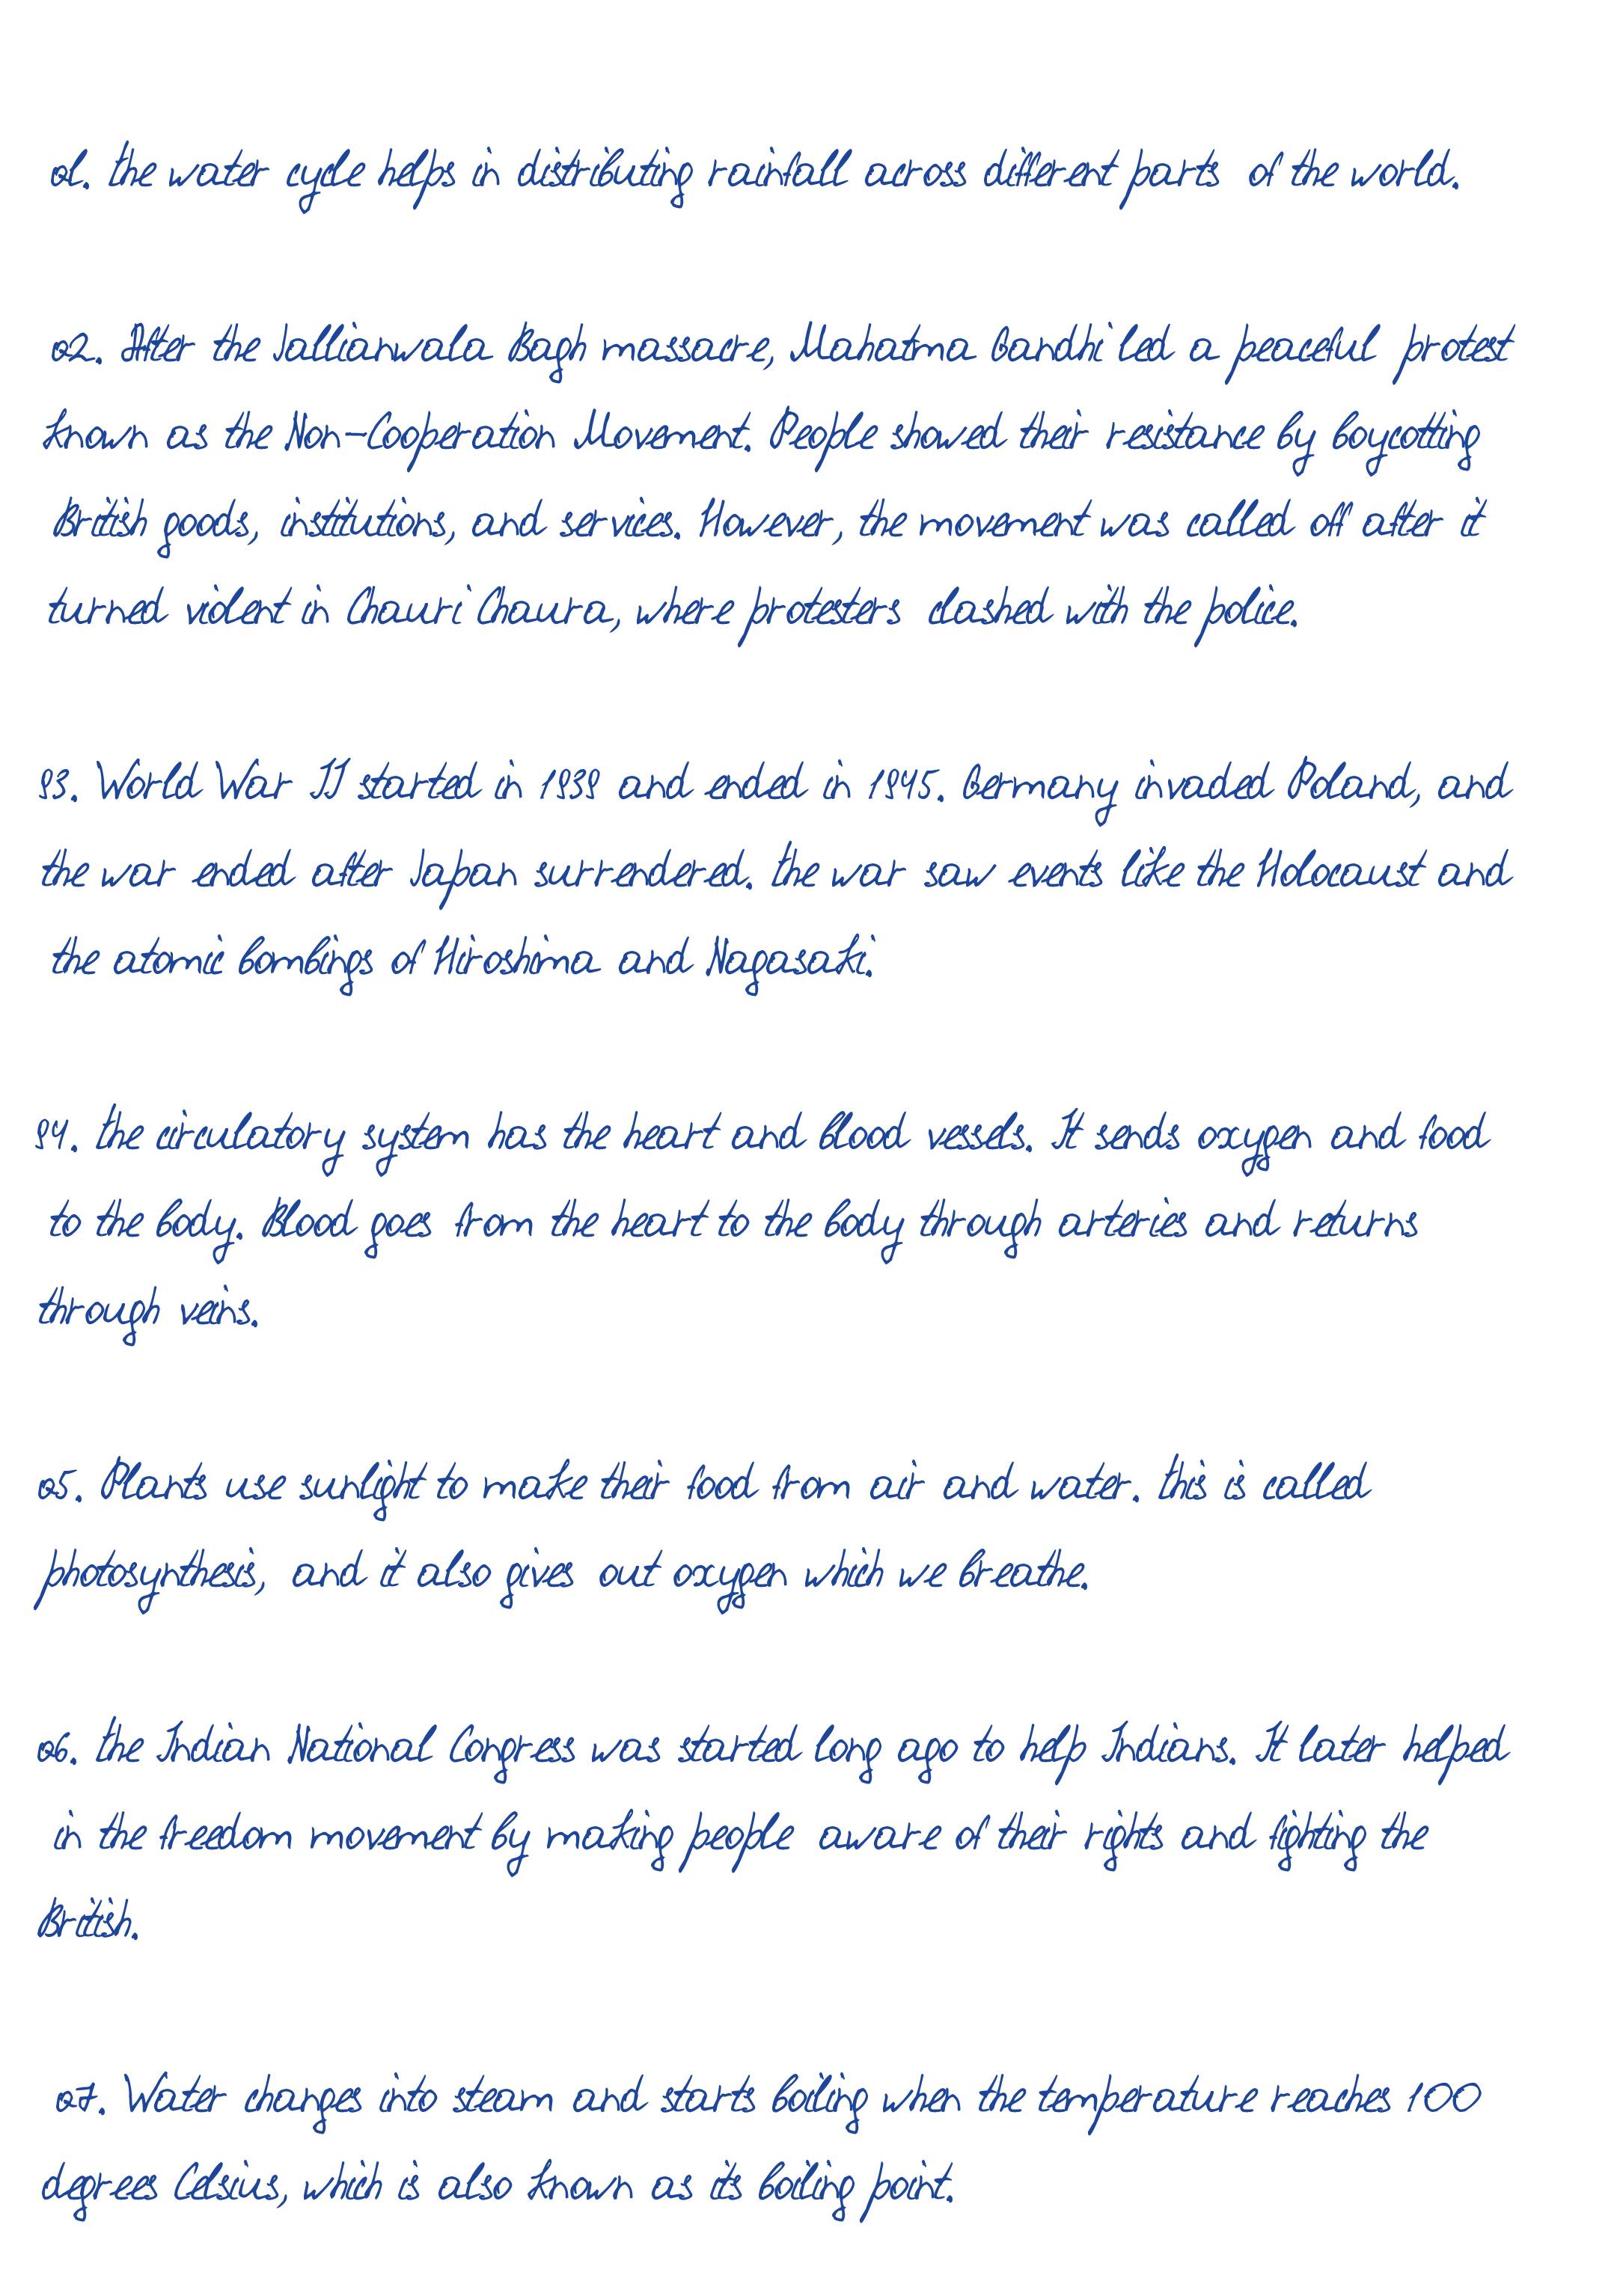 Q1. The water cycle helps in distributing rainfall across different parts of the world.
Q2. After the Jallianwala Bagh massacre, Mahatma Gandhi led a peaceful protest
known as the Non-Cooperation Movement. People showed their resistance by boycotting
British goods, institutions, and services. However, the movement was called off after it
turned violent in Chauri Chaura, where protesters clashed with the police.
Q3. World War II started in 1939 and ended in 1945. Germany invaded Poland, and
the war ended after Japan surrendered. The war saw events like the Holocaust and
the atomic bombings of Hiroshima and Nagasaki.
Q4. The circulatory system has the heart and blood vessels. It sends oxygen and food
to the body. Blood goes from the heart to the body through arteries and returns
through veins.
Q5. Plants use sunlight to make their food from air and water. This is called
photosynthesis, and it also gives out oxygen which we breathe.
Q6. The Indian National Congress was started long ago to help Indians. It later helped
in the freedom movement by making people aware of their rights and fighting the
British.
Q7. Water changes into steam and starts boiling when the temperature reaches 100
degrees Celsius, which is also known as its boiling point.